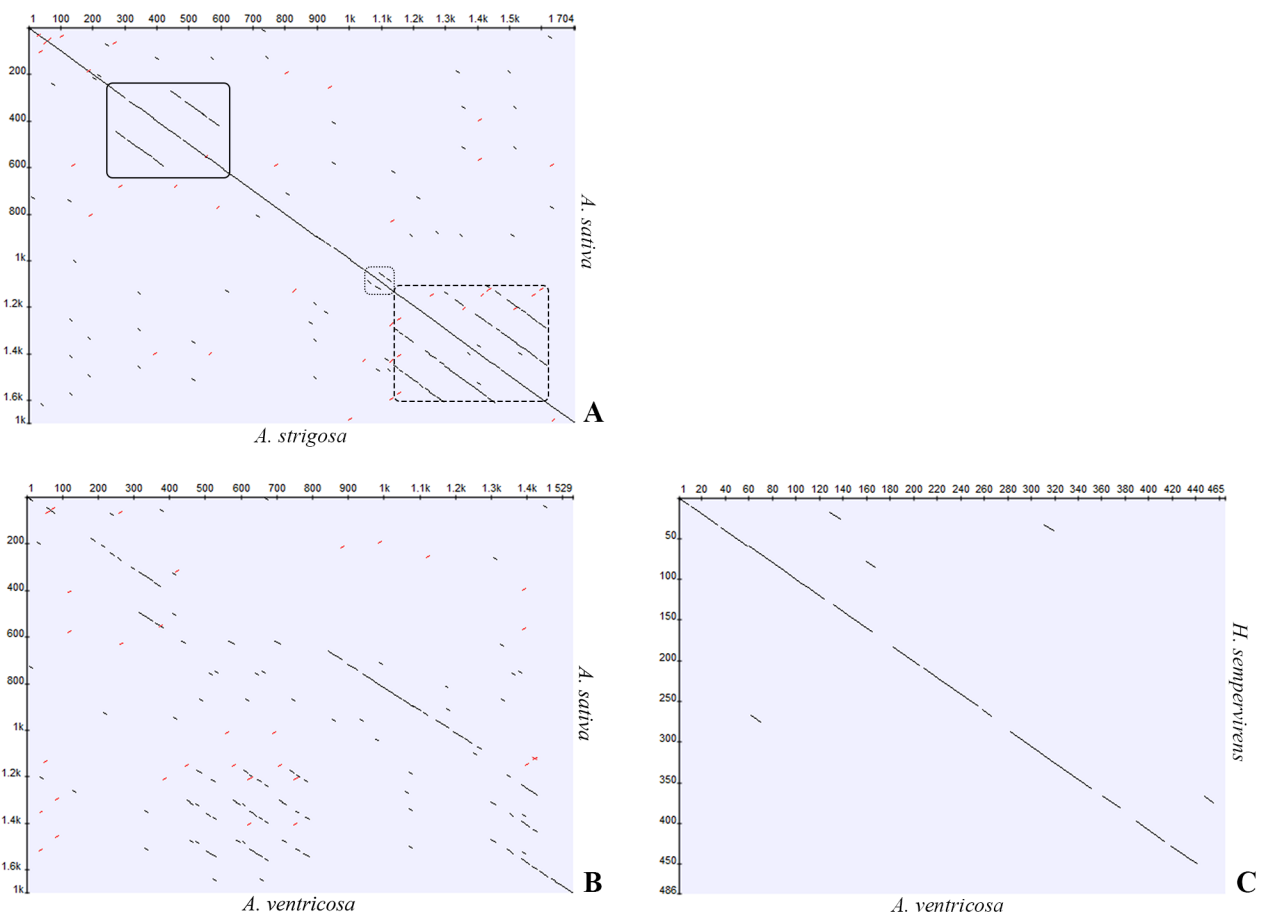 1 100 200 300 400 500 600 700 800 900 1k 1.1k 1.2k 1.3k 1.4k 1.5k 1.704
200
400
600
800
1k
1.2k
1.4k
1.6k
1k
A. sativa
A
A. strigosa
1 100 200 300 400 500 600 700 800 900 1k 1.1k 1.2k 1.3k 1.4k 1.529
200
400
600
800
1k
1.2k
1.4k
1.6k
1k
A. sativa
B
A. ventricosa
1 20 40 60 80 100 120 140 160 180 200 220 240 260 280 300 320 340 360 380 400 420 440 465
50
100
150
200
250
300
350
400
450
486
H. sempervirens
C
A. ventricosa